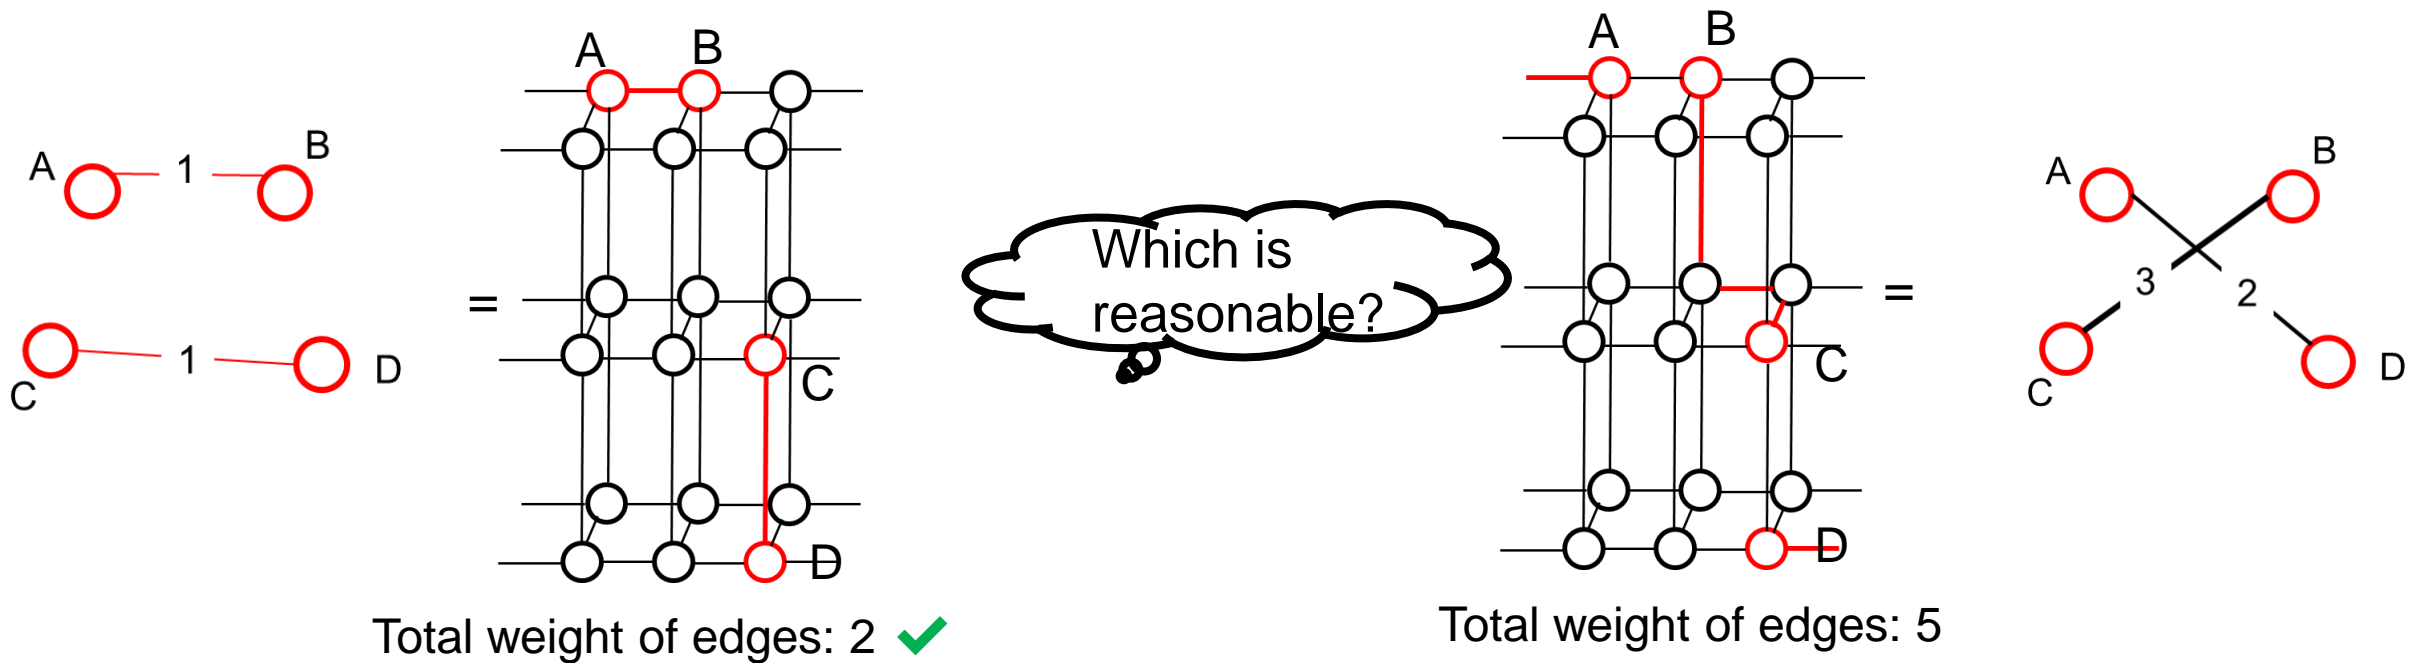 A
1
B
C
1
D
=
A
B
C
D
Total weight of edges: 2
Which is
reasonable?
A
B
C
D
Total weight of edges: 5
=
A
B
3
2
C
D